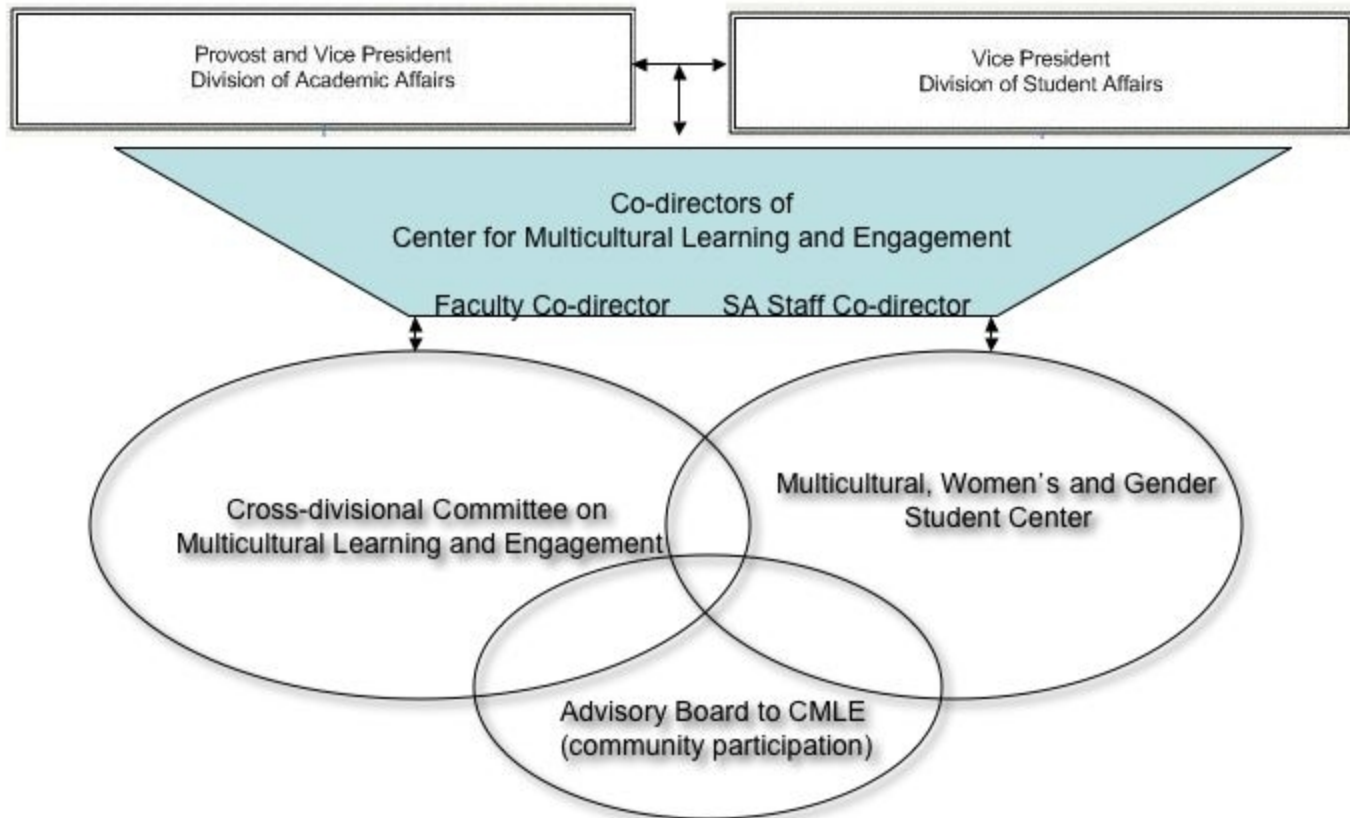 Provost and Vice President
Division of Academic Affairs
Vice President
Division of Student Affairs
Co-directors of
Center for Multicultural Learning and Engagement
Faculty Co-director SA Staff Co-director
Cross-divisional Committee on
Multicultural Learning and Engagement
Multicultural, Women´s and Gender
Student Center
Advisory Board to CMLE
(community participation)